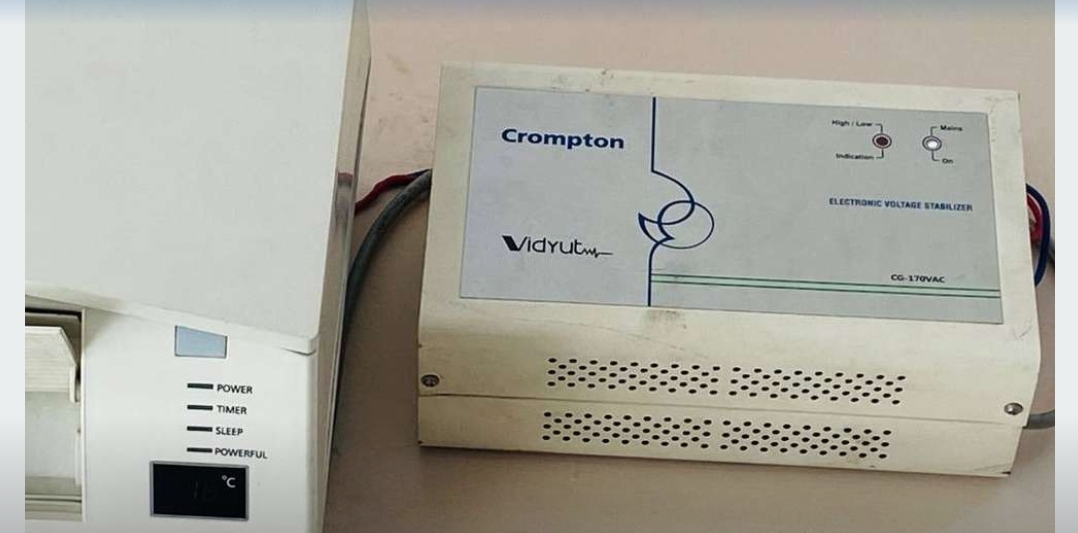 Crompton
Vidyut
High / Low
Indication
Mains
On
ELECTRONIC VOLTAGE STABILIZER
CG-170VAC
POWER
TIMER
SLEEP
POWERFUL
°C